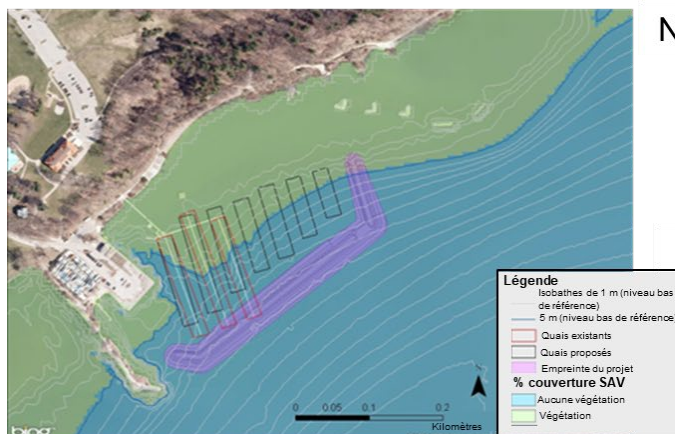 N
Légende
Isobathes de 1 m (niveau bas
de référence)
5 m (niveau bas de référence)
Quais existants
Quais proposés
Empreinte du projet
% couverture SAV
Aucune végétation
Végétation
0 0.05 0.1 0.2
Kilomètres
N
bing